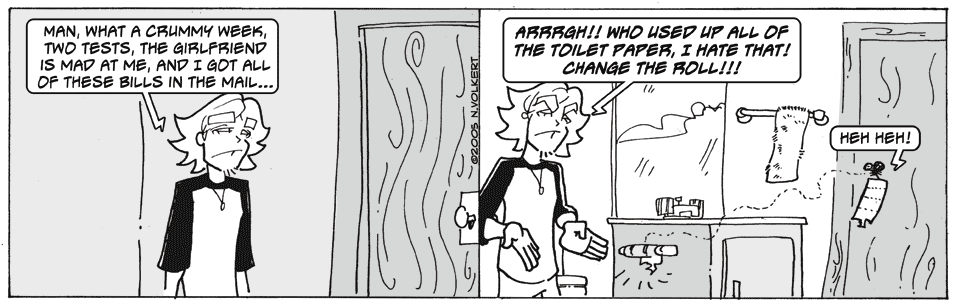 MAN, WHAT A CRUMMY WEEK,
TWO TESTS, THE GIRLFRIEND
IS MAD AT ME, AND I GOT ALL
OF THESE BILLS IN THE MAIL...
©2005 N.VOLKERT
ARRRGH!! WHO USED UP ALL OF
THE TOILET PAPER, I HATE THAT!
CHANGE THE ROLL!!!
HEH HEH!